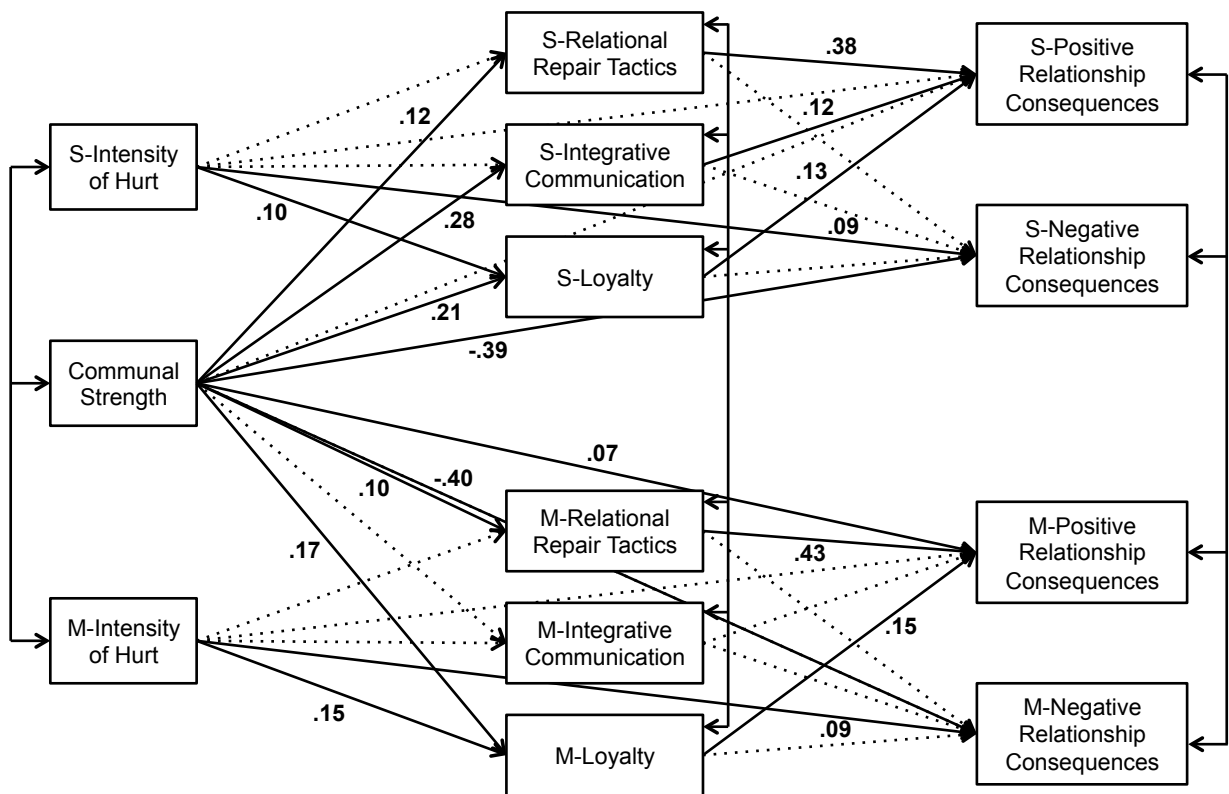 S-Relational
Repair Tactics
.38
S-Positive
Relationship
Consequences
.12
.12
S-Intensity
of Hurt
S-Integrative
Communication
.13
.10
.28
.09
S-Negative
Relationship
Consequences
S-Loyalty
.21
-.39
Communal
Strength
.07
.10
-.40
M-Relational
Repair Tactics
.43
M-Positive
Relationship
Consequences
.17
M-Intensity
of Hurt
M-Integrative
Communication
.15
.15
.09
M-Negative
Relationship
Consequences
M-Loyalty